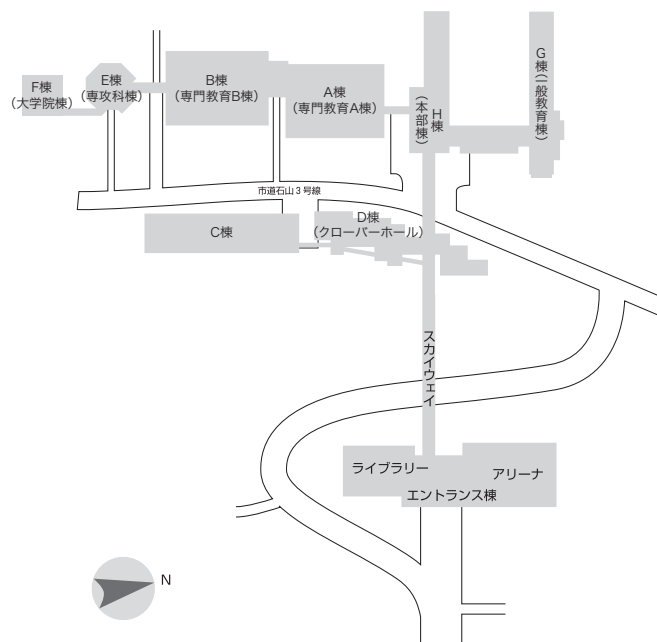 F棟
（大学院棟）
E棟
（専攻科棟）
B棟
（専門教育B棟）
A棟
（専門教育A棟）
H棟
（本部棟）
G棟（一般教育棟）
市道石山3号線
C棟
D棟
（クローバーホール）
スカイウェイ
ライブラリー
アリーナ
エントランス棟
N